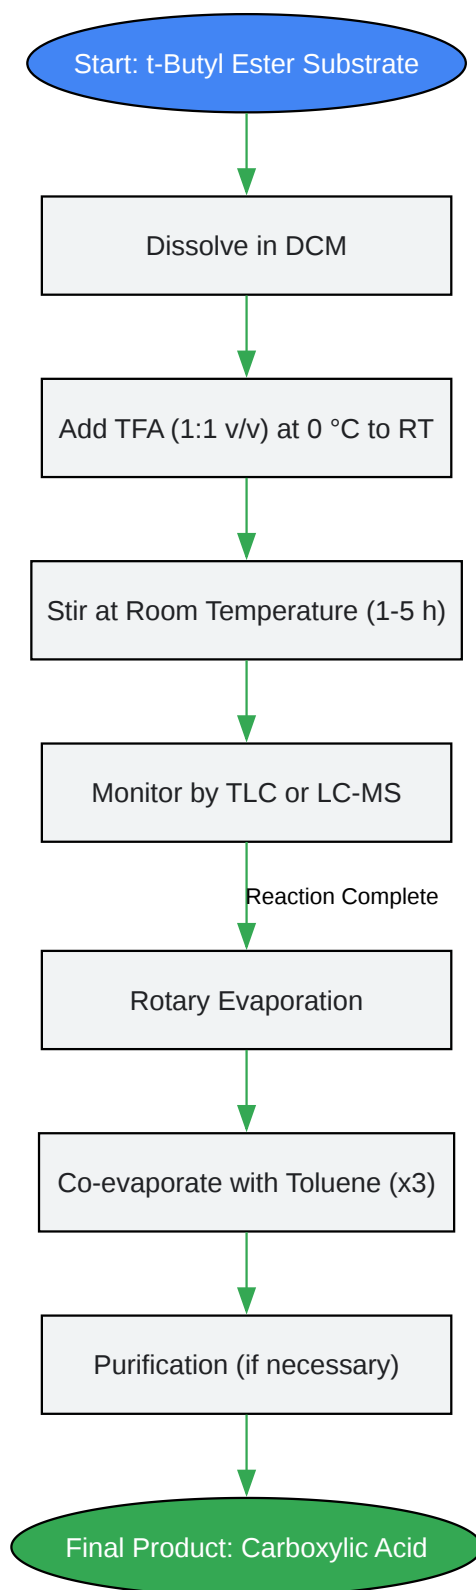 Start: t-Butyl Ester Substrate
Dissolve in DCM
Add TFA (1:1 v/v) at 0 °C to RT
Stir at Room Temperature (1-5 h)
Monitor by TLC or LC-MS
Reaction Complete
Rotary Evaporation
Co-evaporate with Toluene (x3)
Purification (if necessary)
Final Product: Carboxylic Acid